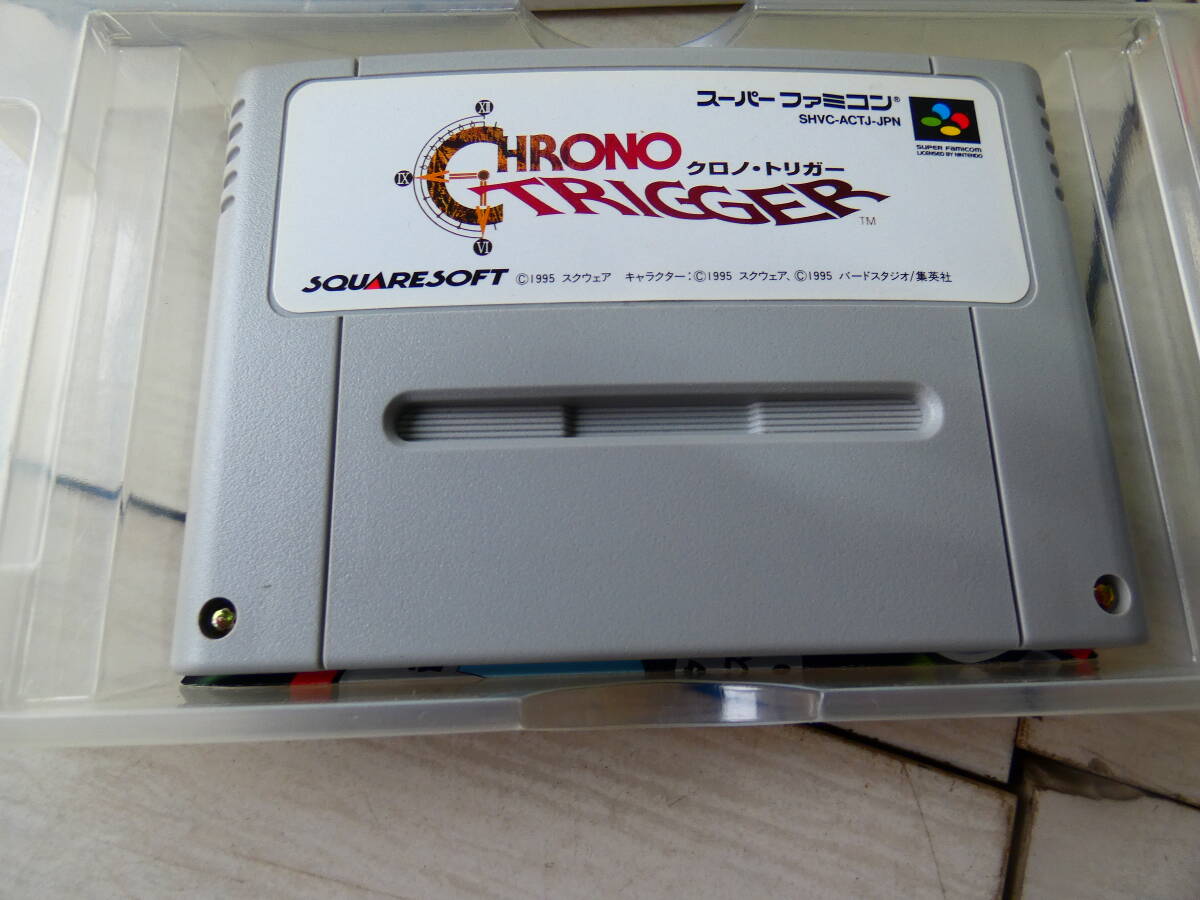 スーパー ファミコン®
SHVC-ACTJ-JPN
SUPER FAMICOM
LICENSED BY NINTENDO
XII
IX
VI
CHRONO
クロノ・トリガー
TRIGGER™
SQUARESOFT ©1995 スクウェア キャラクター:©1995 スクウェア、©1995 バードスタジオ/集英社